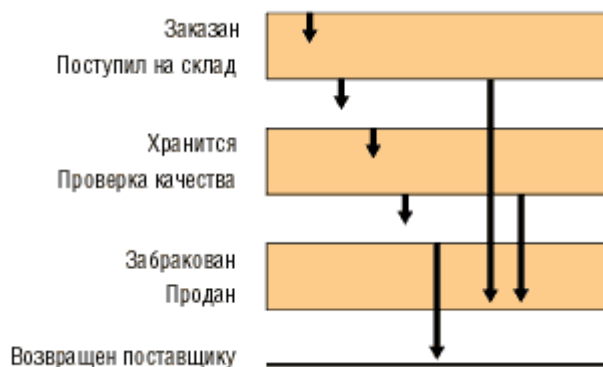 Заказан
Поступил на склад
Хранится
Проверка качества
Забракован
Продан
Возвращен поставщику